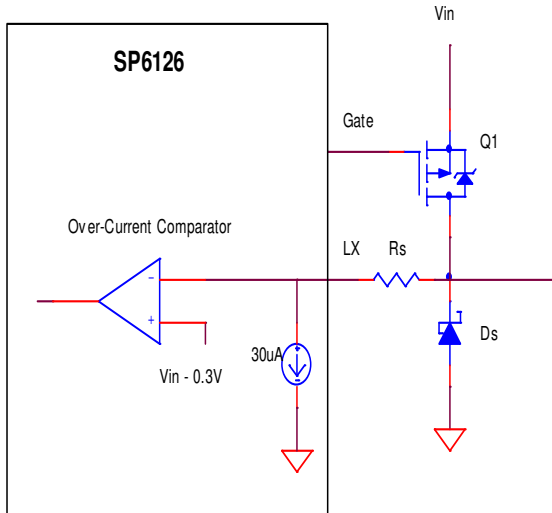 Vin
SP6126
Gate
Q1
Over-Current Comparator
LX
Rs
-
+
30uA
Ds
Vin - 0.3V